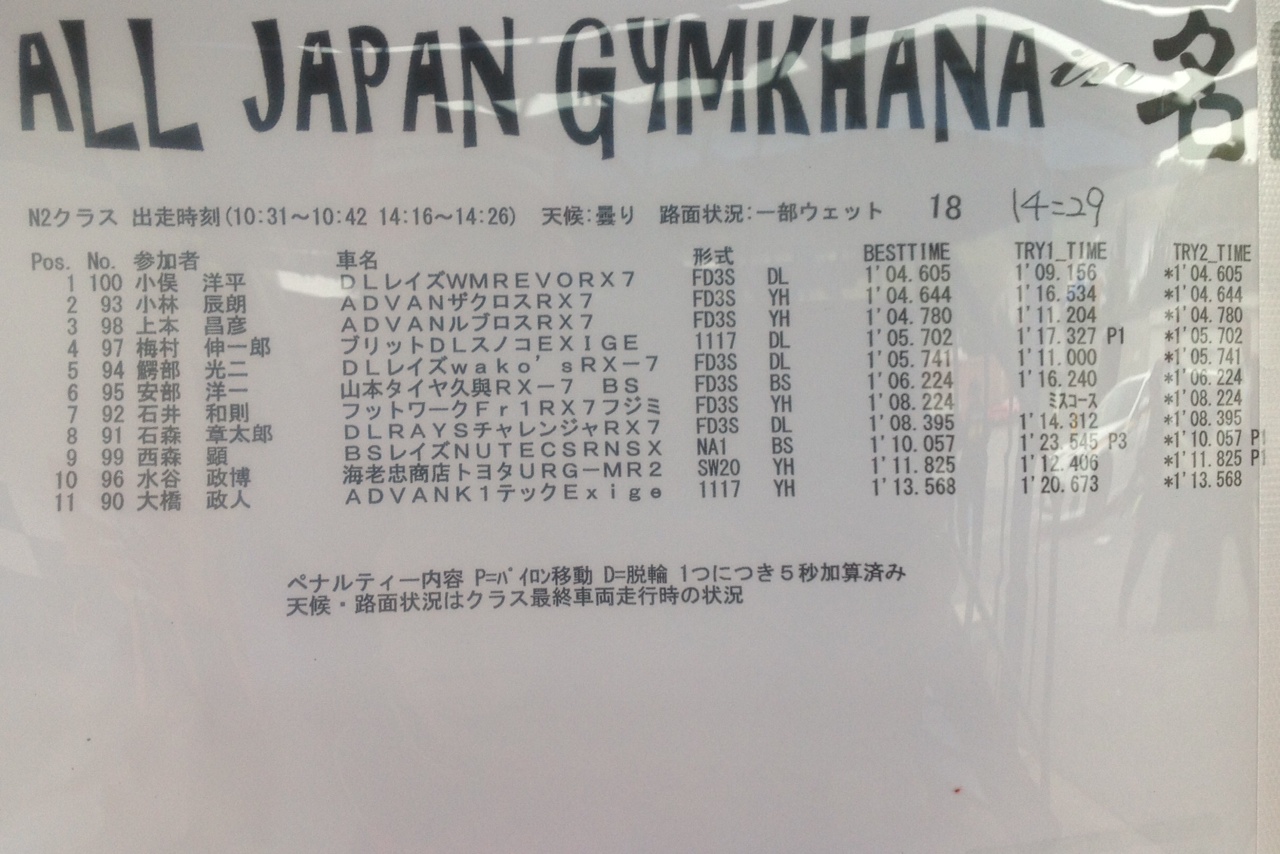 ALL JAPAN GYMKHANA in 名
N2クラス 出走時刻(10:31～10:42 14:16～14:26) 天候:曇り 路面状況:一部ウェット 18 14=29
Pos. No. 参加者 車名 形式 BESTTIME TRY1_TIME TRY2_TIME
1 100 小俣 洋平 ＤＬレイズＷＭＲＥＶＯＲＸ７ FD3S DL 1'04.605 1'09.156 *1'04.605
2 93 小林 辰朗 ＡＤＶＡＮザクロスＲＸ７ FD3S YH 1'04.644 1'16.534 *1'04.644
3 98 上本 昌彦 ＡＤＶＡＮルブロスＲＸ７ FD3S YH 1'04.780 1'11.204 *1'04.780
4 97 梅村 伸一郎 ブリットＤＬスノコＥＸＩＧＥ 1117 DL 1'05.702 1'17.327 P1 *1'05.702
5 94 鰐部 光二 ＤＬレイズｗａｋｏ’ｓＲＸ－７ FD3S DL 1'05.741 1'11.000 *1'05.741
6 95 安部 洋一 山本タイヤ久與ＲＸ－７ ＢＳ FD3S BS 1'06.224 1'16.240 *1'06.224
7 92 石井 和則 フットワークＦｒ１ＲＸ７フジミ FD3S YH 1'08.224 ﾐｽｺｰｽ *1'08.224
8 91 石森 章太郎 ＤＬＲＡＹＳチャレンジャＲＸ７ FD3S DL 1'08.395 1'14.312 *1'08.395
9 99 西森 顕 ＢＳレイズＮＵＴＥＣＳＲＮＳＸ NA1 BS 1'10.057 1'23.545 P3 *1'10.057 P1
10 96 水谷 政博 海老忠商店トヨタＵＲＧ－ＭＲ２ SW20 YH 1'11.825 1'12.406 *1'11.825 P1
11 90 大橋 政人 ＡＤＶＡＮＫ１テックＥｘｉｇｅ 1117 YH 1'13.568 1'20.673 *1'13.568
ペナルティー内容 P=ﾊﾟｲﾛﾝ移動 D=脱輪 1つにつき５秒加算済み
天候・路面状況はクラス最終車両走行時の状況